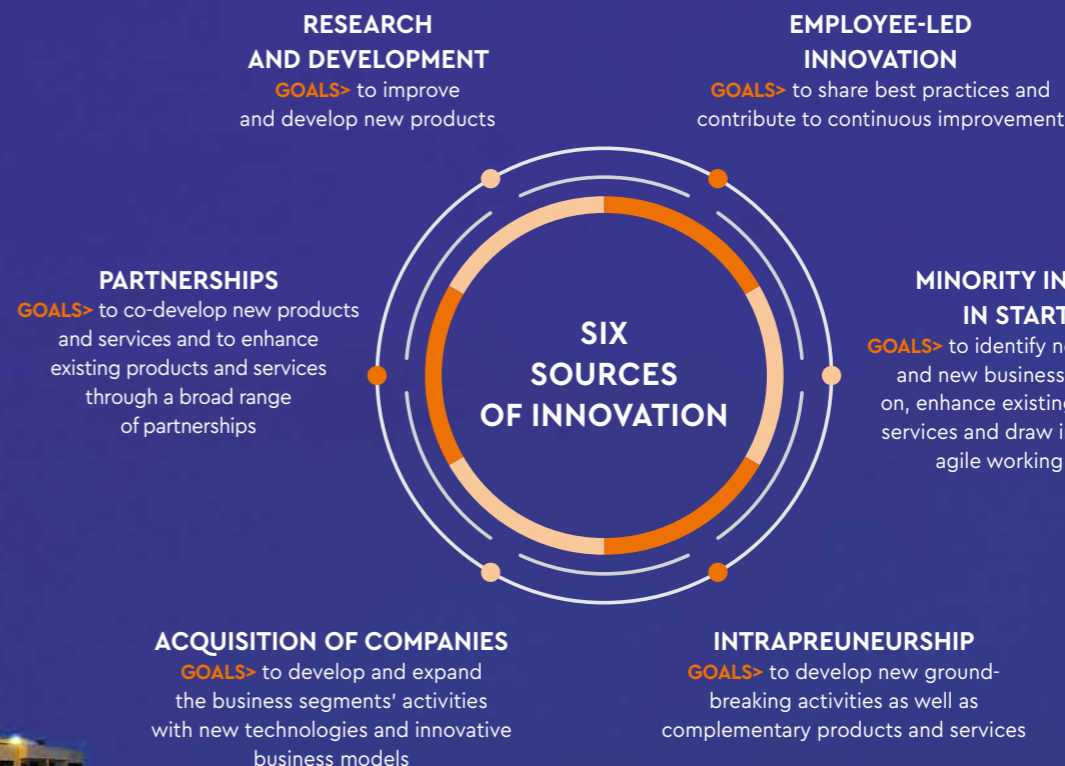 RESEARCH
AND DEVELOPMENT
GOALS> to improve
and develop new products
EMPLOYEE-LED
INNOVATION
GOALS> to share best practices and
contribute to continuous improvement
PARTNERSHIPS
GOALS> to co-develop new products
and services and to enhance
existing products and services
through a broad range
of partnerships
SIX
SOURCES
OF INNOVATION
MINORITY
IN START
GOALS> to identify
and new business
on, enhance existing
services and draw
agile working
ACQUISITION OF COMPANIES
GOALS> to develop and expand
the business segments' activities
with new technologies and innovative
business models
INTRAPREUNEURSHIP
GOALS> to develop new ground-
breaking activities as well as
complementary products and services